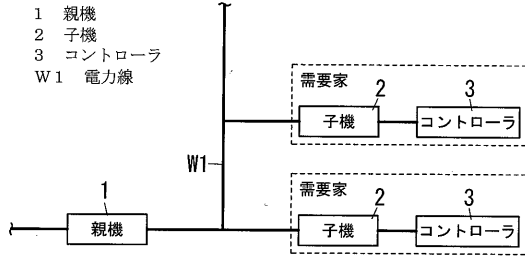 1 親機
2 子機
3 コントローラ
W1 電力線
需要家
2
3
子機
コントローラ
W1
需要家
1
2
3
親機
子機
コントローラ